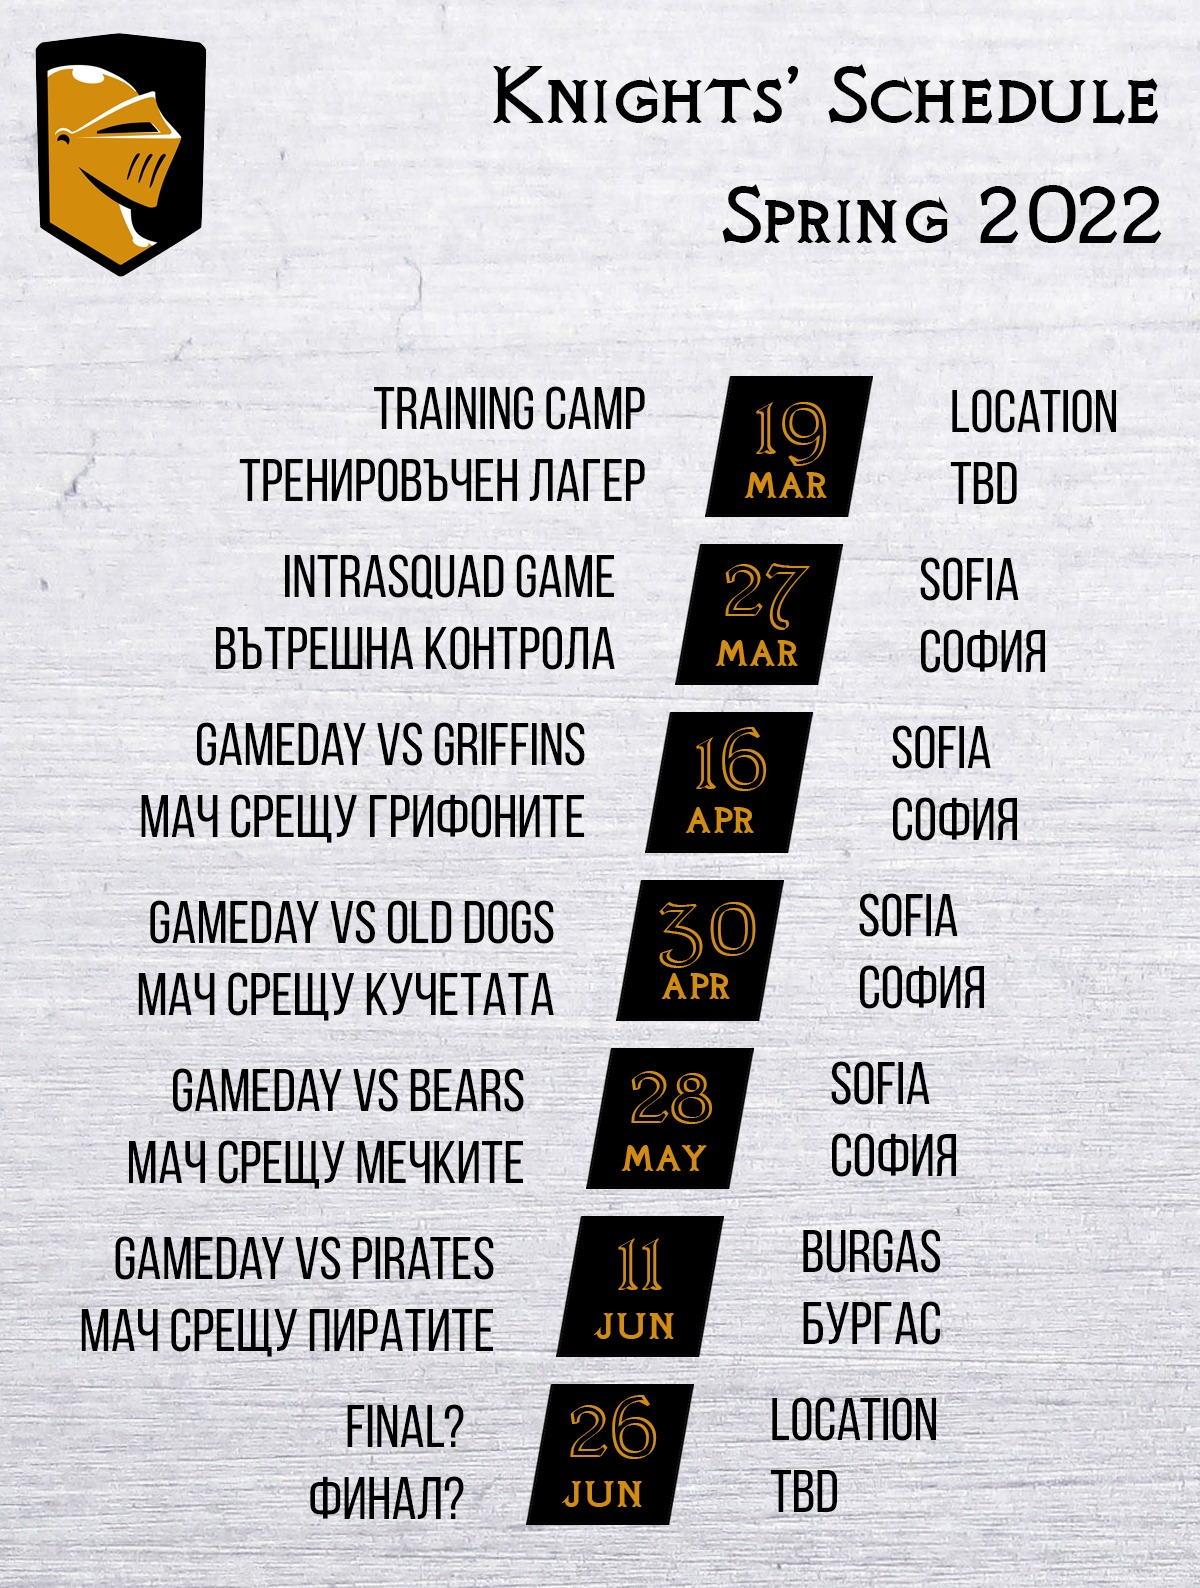 Knights' Schedule
Spring 2022
TRAINING CAMP
ТРЕНИРОВЪЧЕН ЛАГЕР
19
MAR
LOCATION
TBD
INTRASQUAD GAME
ВЪТРЕШНА КОНТРОЛА
27
MAR
SOFIA
СОФИЯ
GAMEDAY VS GRIFFINS
МАЧ СРЕЩУ ГРИФОНИТЕ
16
APR
SOFIA
СОФИЯ
GAMEDAY VS OLD DOGS
МАЧ СРЕЩУ КУЧЕТАТА
30
APR
SOFIA
СОФИЯ
GAMEDAY VS BEARS
МАЧ СРЕЩУ МЕЧКИТЕ
28
MAY
SOFIA
СОФИЯ
GAMEDAY VS PIRATES
МАЧ СРЕЩУ ПИРАТИТЕ
11
JUN
BURGAS
БУРГАС
FINAL?
ФИНАЛ?
26
JUN
LOCATION
TBD